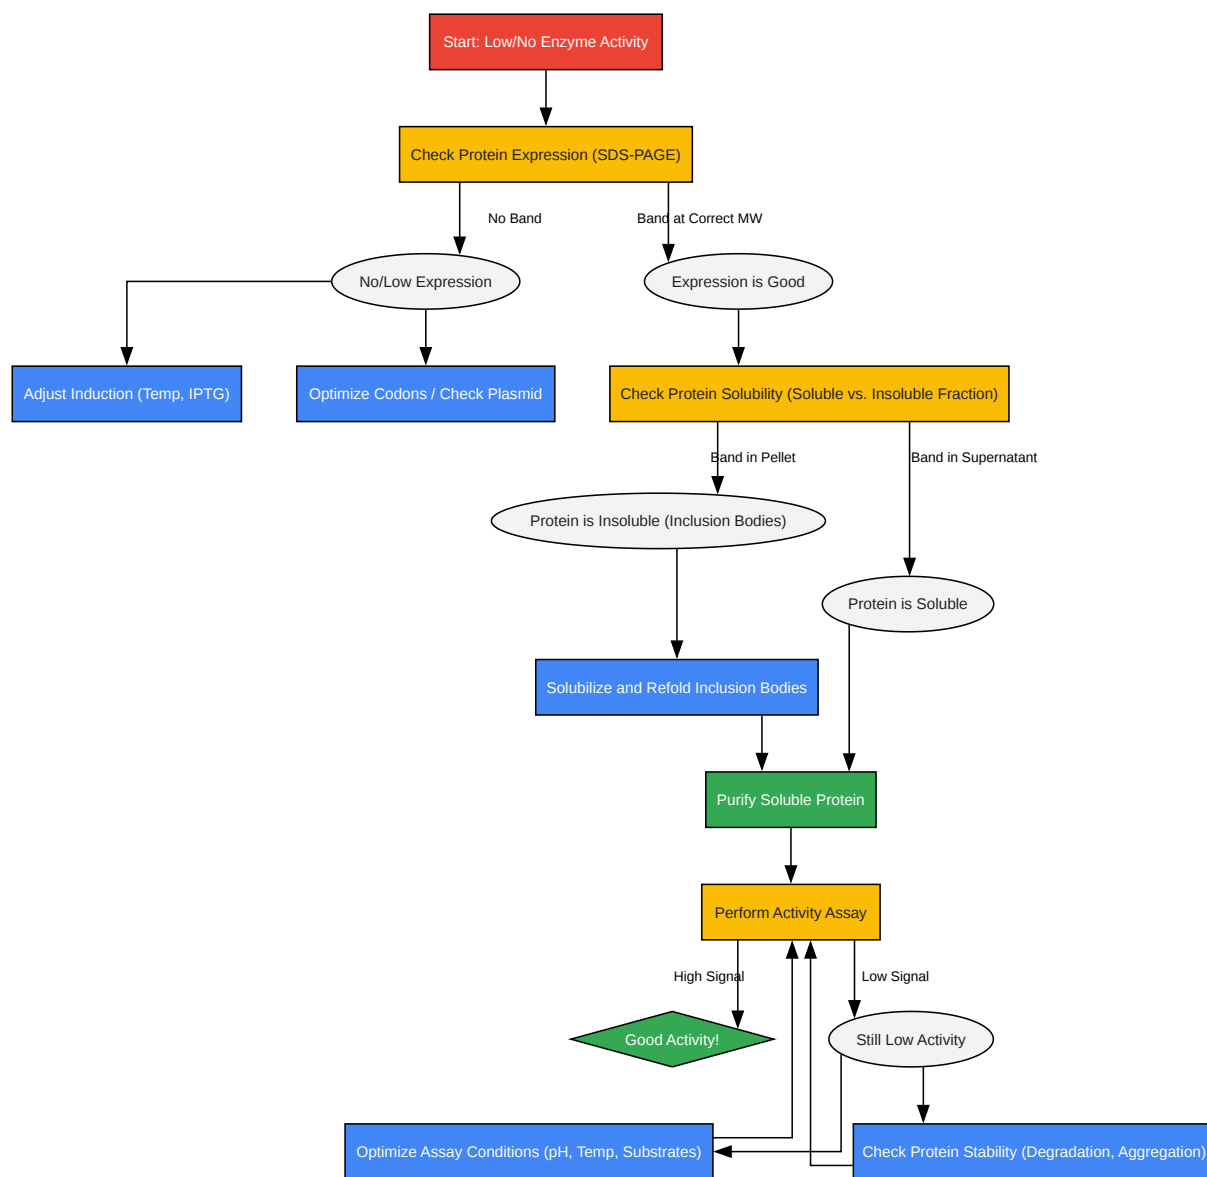 Start: Low/No Enzyme Activity
Check Protein Expression (SDS-PAGE)
No Band
Band at Correct MW
No/Low Expression
Expression is Good
Adjust Induction (Temp, IPTG)
Optimize Codons / Check Plasmid
Check Protein Solubility (Soluble vs. Insoluble Fraction)
Band in Pellet
Band in Supernatant
Protein is Insoluble (Inclusion Bodies)
Protein is Soluble
Solubilize and Refold Inclusion Bodies
Purify Soluble Protein
Perform Activity Assay
High Signal
Low Signal
Good Activity!
Still Low Activity
Optimize Assay Conditions (pH, Temp, Substrates)
Check Protein Stability (Degradation, Aggregation)